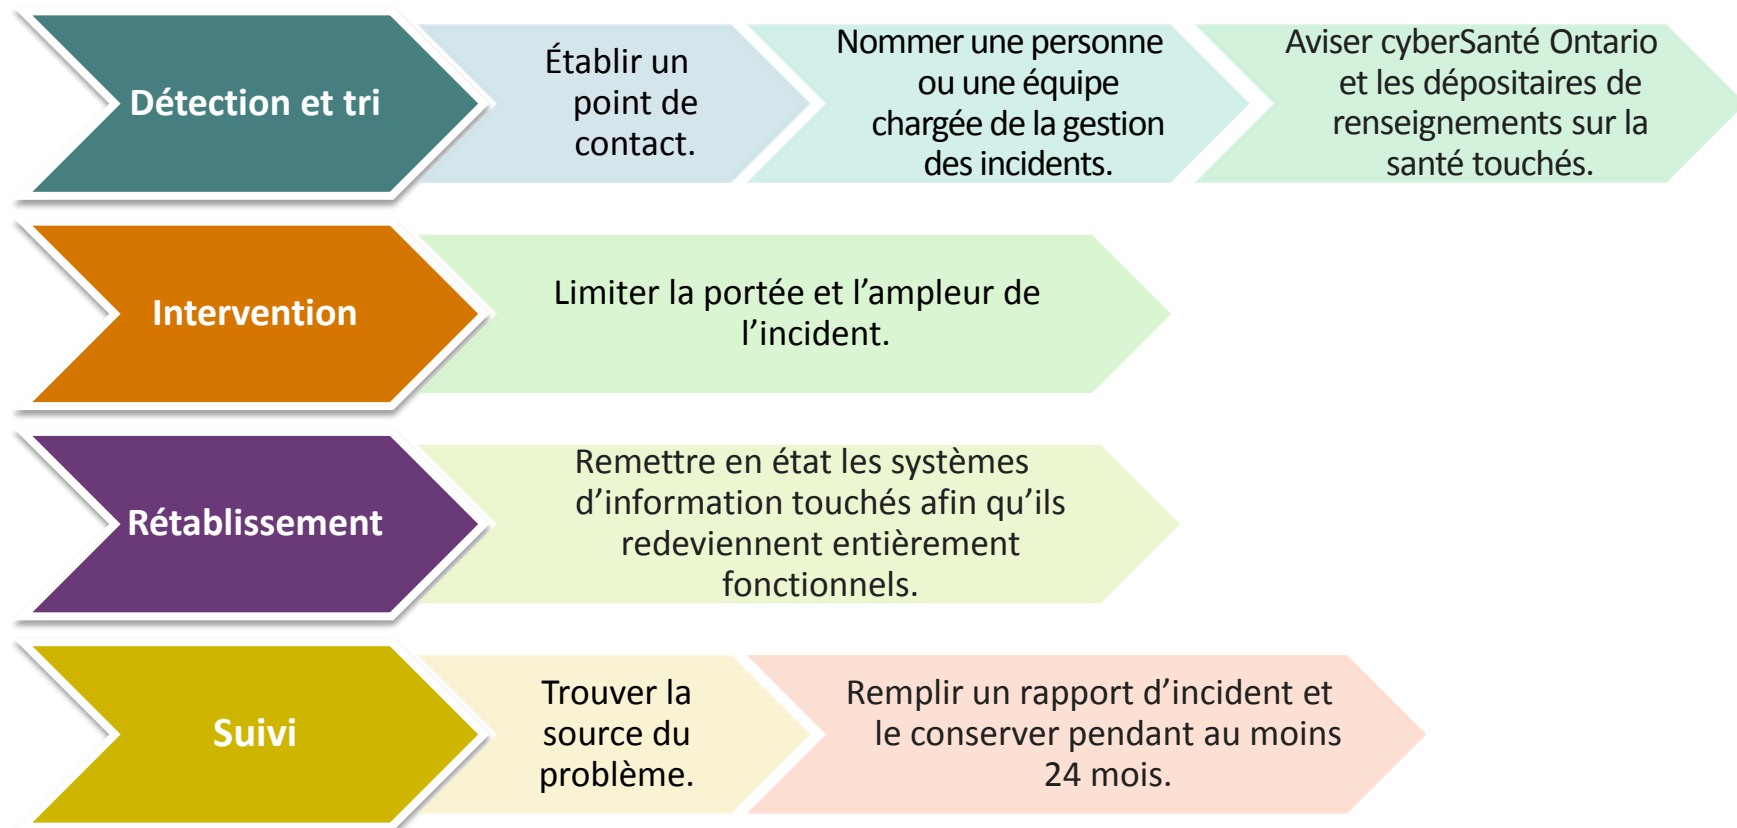 Détection et tri
Établir un
point de
contact.
Nommer une personne
ou une équipe
chargée de la gestion
des incidents.
Aviser cyberSanté Ontario
et les dépositaires de
renseignements sur la
santé touchés.
Intervention
Limiter la portée et l’ampleur de
l’incident.
Rétablissement
Remettre en état les systèmes
d’information touchés afin qu’ils
redeviennent entièrement
fonctionnels.
Suivi
Trouver la
source du
problème.
Remplir un rapport d’incident et
le conserver pendant au moins
24 mois.